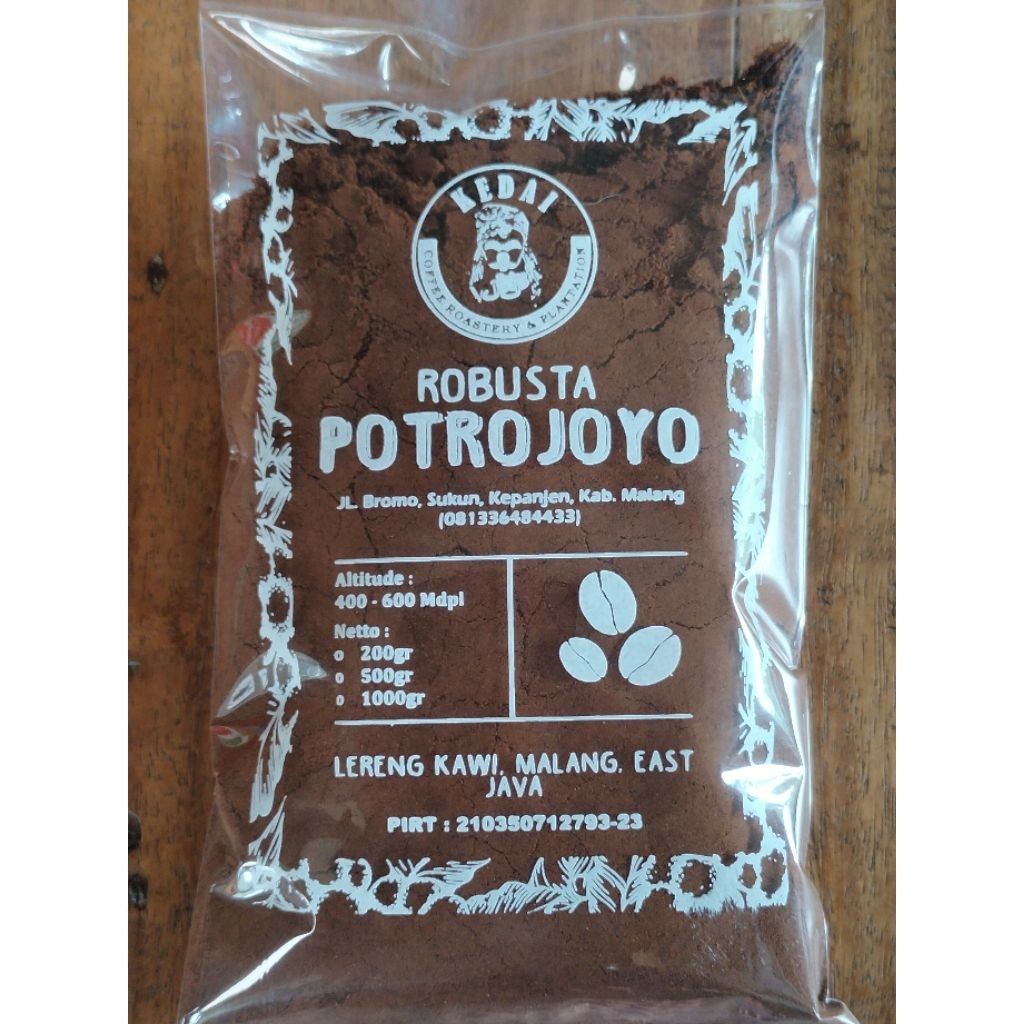 KEDAI
COFFEE ROASTERY & PLANTATION
ROBUSTA
POTROJOYO
JL. Bromo, Sukun, Kepanjen, Kab. Malang
(081336484433)
Altitude :
400 - 600 Mdpl
Netto :
o 200gr
o 500gr
o 1000gr
LERENG KAWI, MALANG, EAST
JAVA
PIRT : 210350712793-23